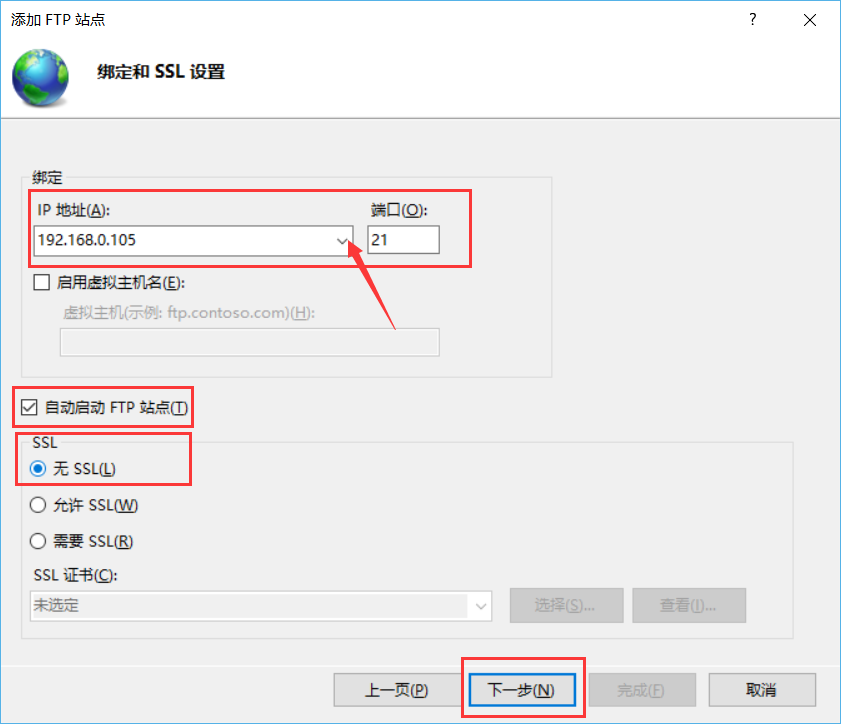 添加 FTP 站点
绑定和 SSL 设置
绑定
IP 地址(A): 端口(O):
192.168.0.105 21
启用虚拟主机名(E):
虚拟主机(示例: ftp.contoso.com)(H):
自动启动 FTP 站点(T)
SSL
无 SSL(L)
允许 SSL(W)
需要 SSL(R)
SSL 证书(C):
未选定 选择(S)... 查看(I)...
上一页(P) 下一步(N) 完成(F) 取消